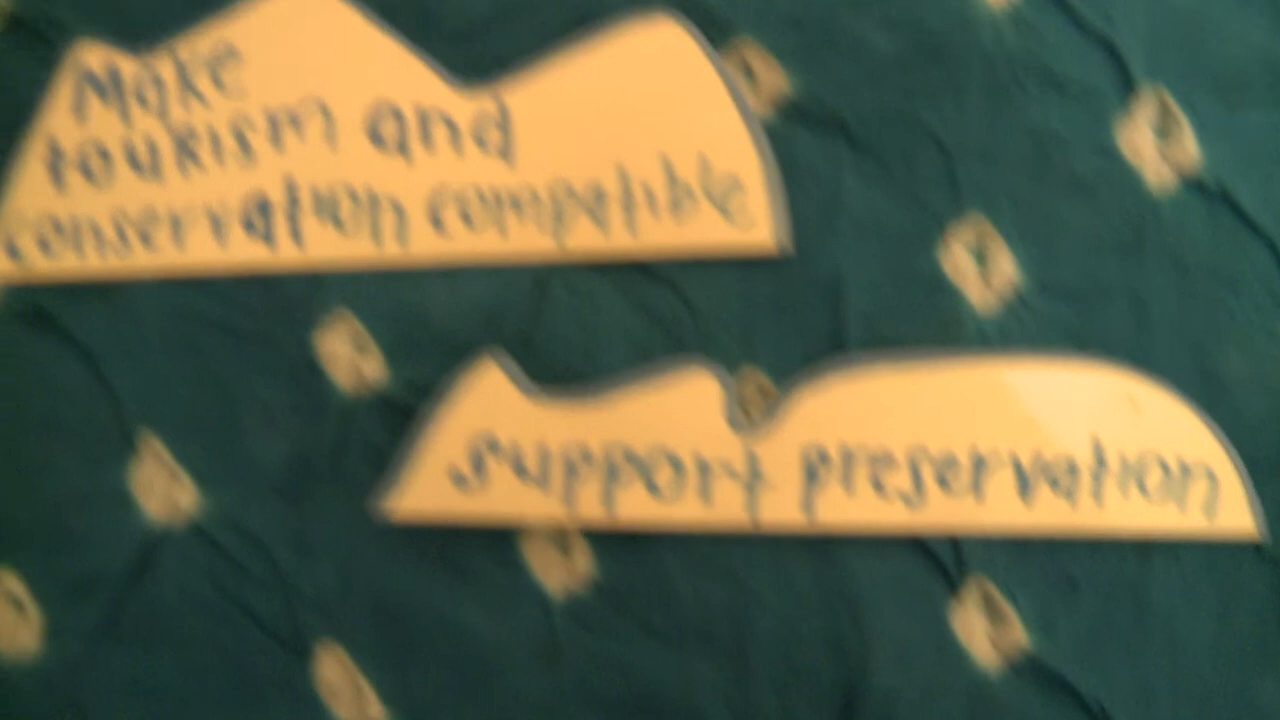 Make
tourism and
conservation compatible
support preservation